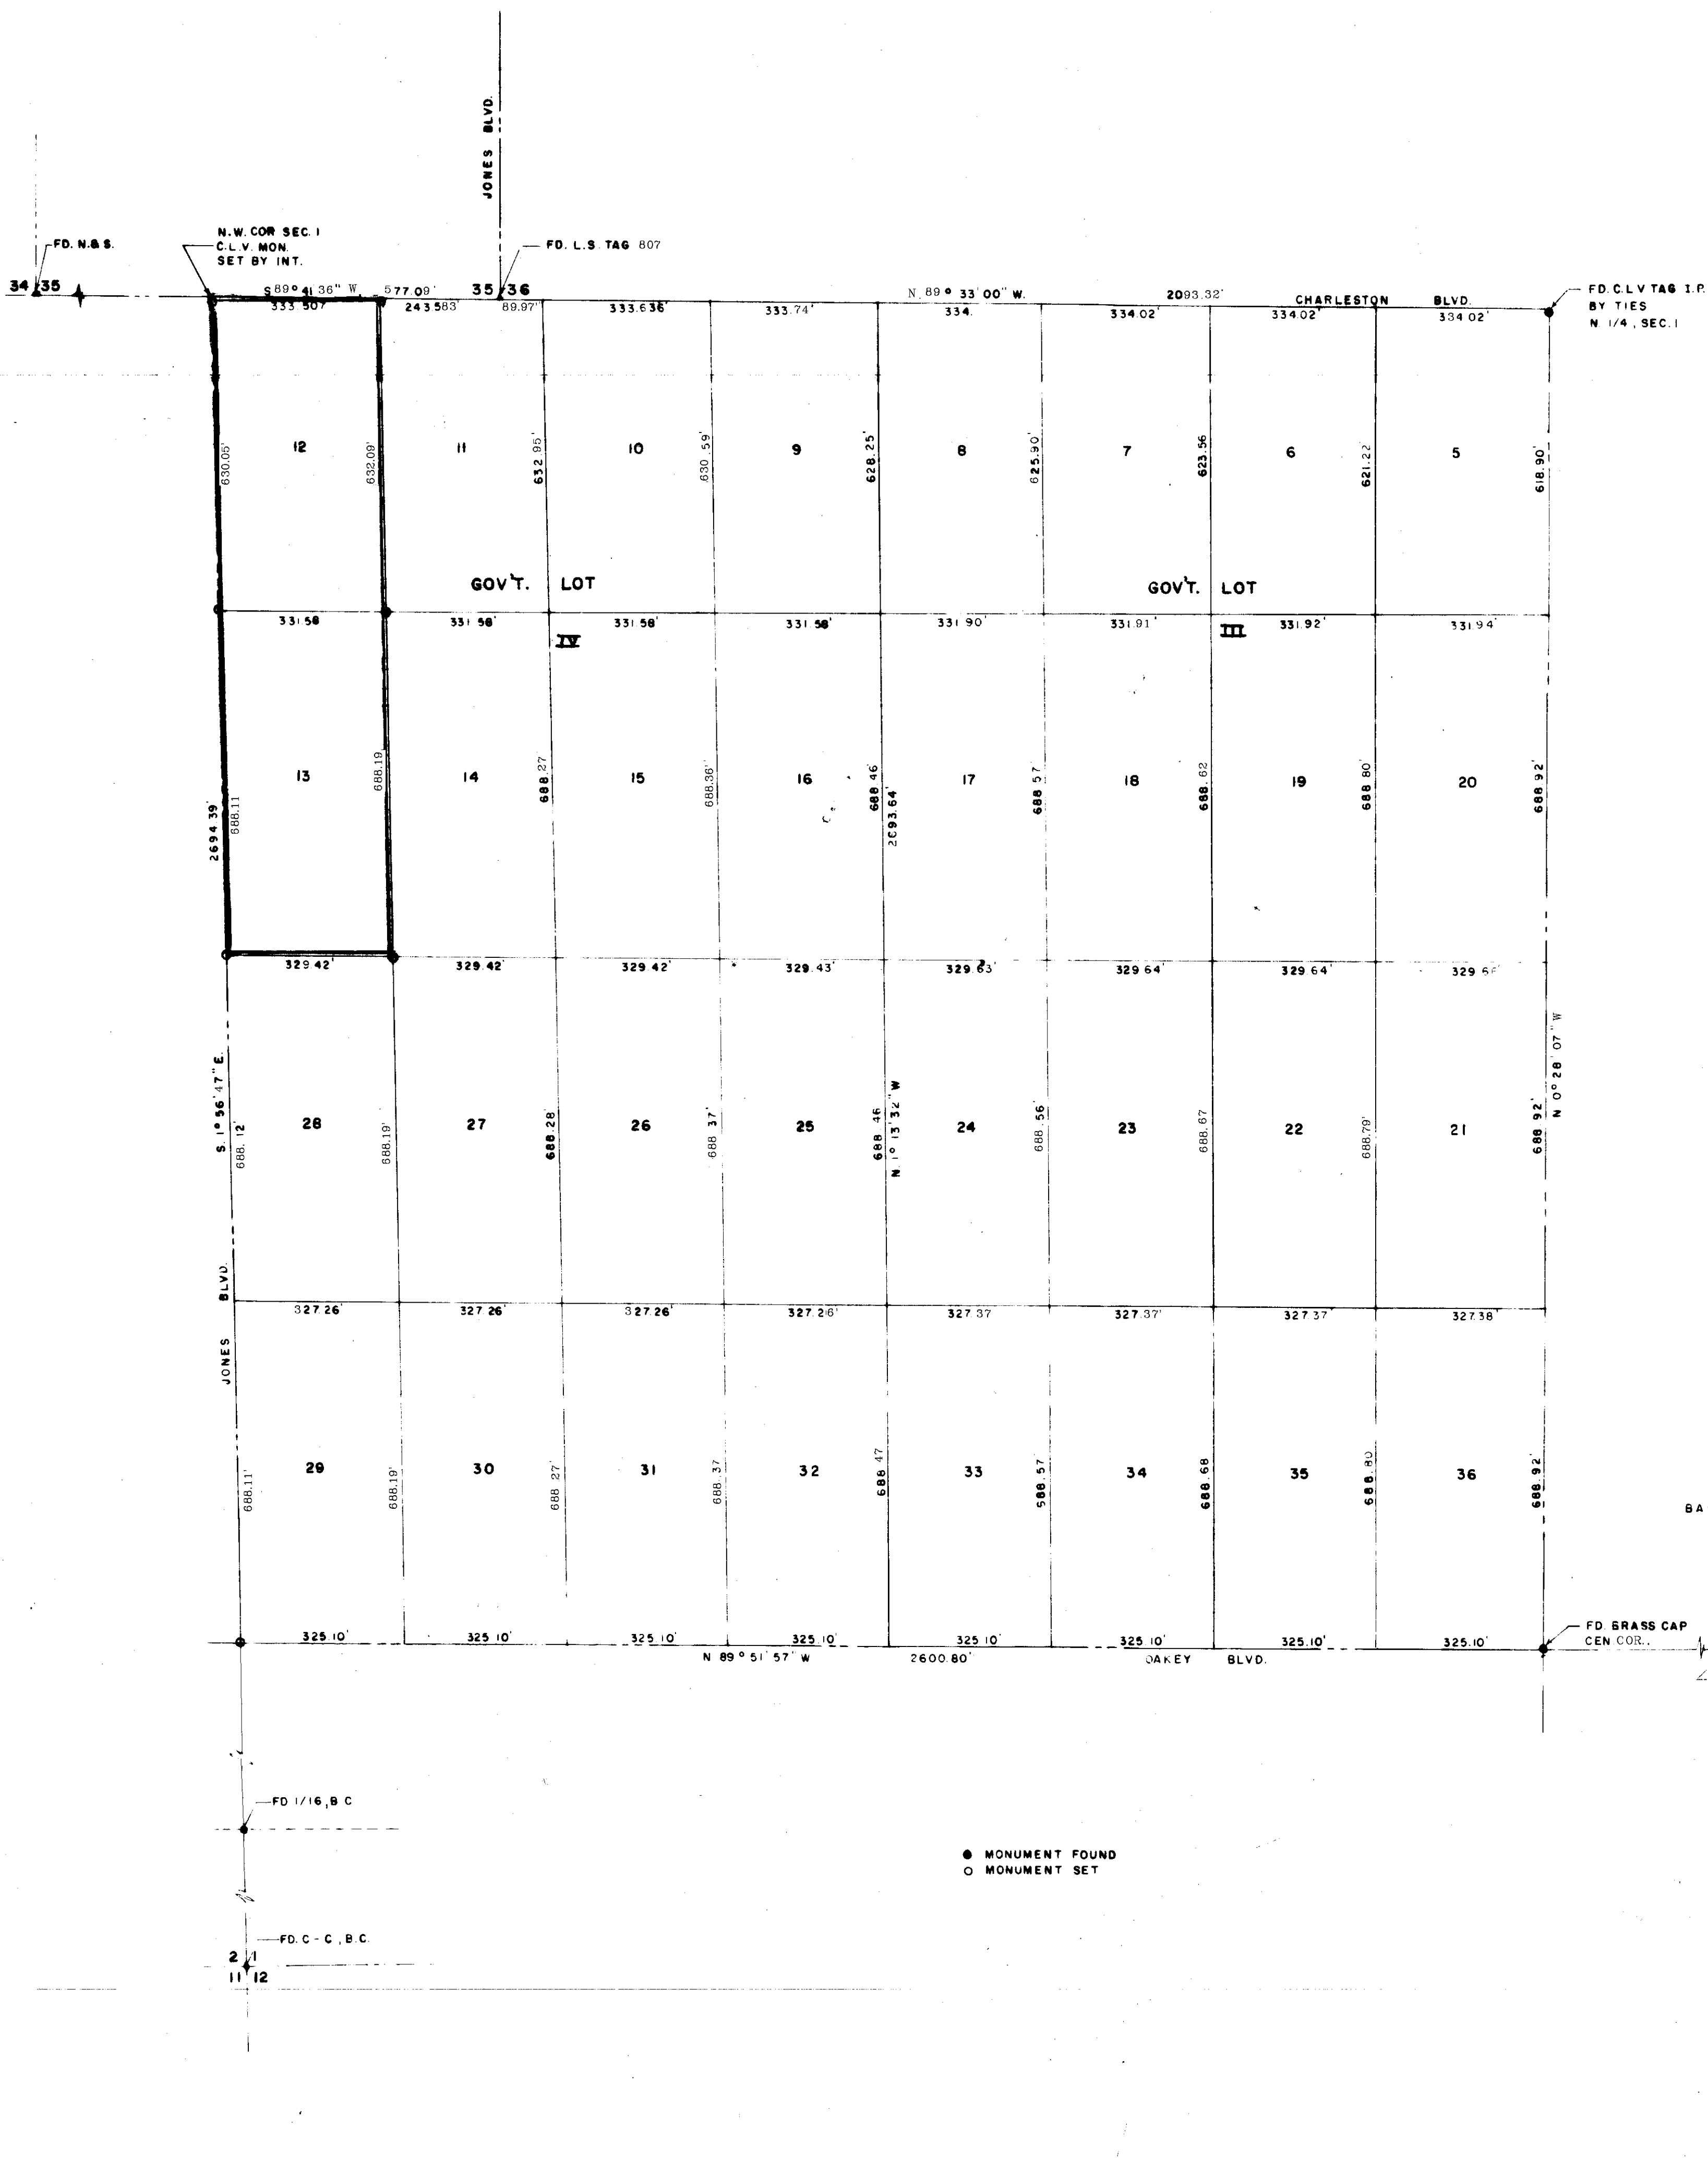 JONES BLVD.
N.W. COR SEC. 1
C.L.V. MON.
SET BY INT.
FD. N.& S.
FD. L.S. TAG 807
34 35
S 89° 41' 36" W 577.09'
35 36
N. 89° 33' 00" W. 2093.32'
CHARLESTON BLVD.
FD. C.L.V TAG I.P.
BY TIES
N 1/4, SEC. 1
333.507 243.583' 89.97' 333.636' 333.74' 334. 334.02' 334.02' 334.02'
12 11 10 9 8 7 6 5
630.05' 632.09' 632.95' 630.59' 628.25' 625.90' 623.56 621.22' 618.90'
GOV'T. LOT
GOV'T. LOT
331.58 331.58' 331.58' 331.58' 331.90' 331.91' 331.92' 331.94'
IV
III
13 14 15 16 17 18 19 20
2694.39' 688.11 688.19' 688.27' 688.36' 688.46' 2693.64' 688.57' 688.62 688.80' 688.92'
329.42' 329.42' 329.42' 329.43' 329.63' 329.64' 329.64'
S. 1° 56' 47" E.
N. 1° 13' 32" W
N 0° 28' 07" W
28 27 26 25 24 23 22 21
688.12' 688.19' 688.28' 688.37' 688.46 688.56' 688.67 688.79' 688.92'
JONES BLVD.
327.26' 327.26' 327.26' 327.26' 327.37 327.37' 327.37' 327.38'
29 30 31 32 33 34 35 36
688.11' 688.19' 688.27' 688.37 688.47 588.57' 688.68 688.80 688.92'
BA
325.10' 325.10' 325.10' 325.10' 325.10' 325.10' 325.10' 325.10'
FD. BRASS CAP
CEN COR..
N 89° 51' 57" W 2600.80'
OAKEY BLVD.
FD 1/16, B C
● MONUMENT FOUND
○ MONUMENT SET
FD. C - C, B.C.
2 1
11 12